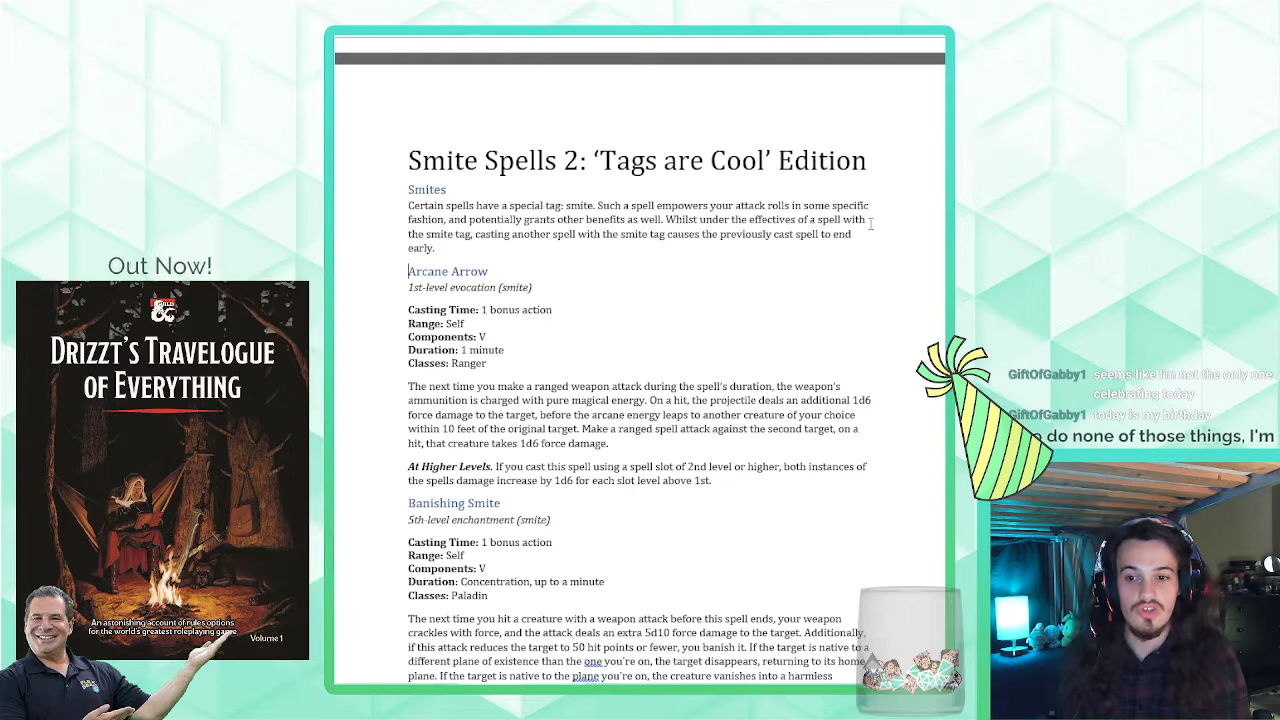 Out Now!
DRIZZT'S TRAVELOGUE
OF EVERYTHING
An astonishing account of rules options
for the world's greatest roleplaying game
Volume 1
Smite Spells 2: ‘Tags are Cool’ Edition
Smites
Certain spells have a special tag: smite. Such a spell empowers your attack rolls in some specific
fashion, and potentially grants other benefits as well. Whilst under the effectives of a spell with
the smite tag, casting another spell with the smite tag causes the previously cast spell to end
early.
Arcane Arrow
1st-level evocation (smite)
Casting Time: 1 bonus action
Range: Self
Components: V
Duration: 1 minute
Classes: Ranger
The next time you make a ranged weapon attack during the spell's duration, the weapon's
ammunition is charged with pure magical energy. On a hit, the projectile deals an additional 1d6
force damage to the target, before the arcane energy leaps to another creature of your choice
within 10 feet of the original target. Make a ranged spell attack against the second target, on a
hit, that creature takes 1d6 force damage.
At Higher Levels. If you cast this spell using a spell slot of 2nd level or higher, both instances of
the spells damage increase by 1d6 for each slot level above 1st.
Banishing Smite
5th-level enchantment (smite)
Casting Time: 1 bonus action
Range: Self
Components: V
Duration: Concentration, up to a minute
Classes: Paladin
The next time you hit a creature with a weapon attack before this spell ends, your weapon
crackles with force, and the attack deals an extra 5d10 force damage to the target. Additionally,
if this attack reduces the target to 50 hit points or fewer, you banish it. If the target is native to a
different plane of existence than the one you're on, the target disappears, returning to its home
plane. If the target is native to the plane you're on, the creature vanishes into a harmless
GiftOfGabby1 seems like I'm not the only one
celebrating today
GiftOfGabby1 today is my birthday
do none of those things, I'm